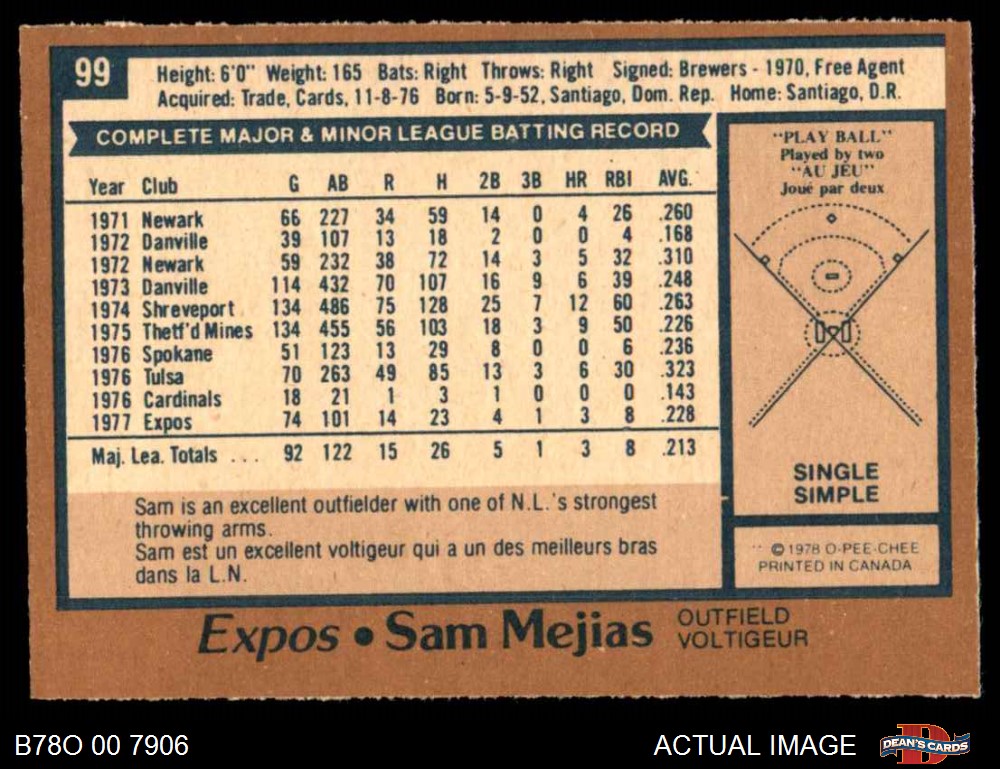 99
Height: 6'0" Weight: 165 Bats: Right Throws: Right Signed: Brewers - 1970, Free Agent
Acquired: Trade, Cards, 11-8-76 Born: 5-9-52, Santiago, Dom. Rep. Home: Santiago, D.R.
COMPLETE MAJOR & MINOR LEAGUE BATTING RECORD
Year Club G AB R H 2B 3B HR RBI AVG.
1971 Newark 66 227 34 59 14 0 4 26 .260
1972 Danville 39 107 13 18 2 0 0 4 .168
1972 Newark 59 232 38 72 14 3 5 32 .310
1973 Danville 114 432 70 107 16 9 6 39 .248
1974 Shreveport 134 486 75 128 25 7 12 60 .263
1975 Thetf'd Mines 134 455 56 103 18 3 9 50 .226
1976 Spokane 51 123 13 29 8 0 0 6 .236
1976 Tulsa 70 263 49 85 13 3 6 30 .323
1976 Cardinals 18 21 1 3 1 0 0 0 .143
1977 Expos 74 101 14 23 4 1 3 8 .228
Maj. Lea. Totals ... 92 122 15 26 5 1 3 8 .213
Sam is an excellent outfielder with one of N.L.'s strongest
throwing arms.
Sam est un excellent voltigeur qui a un des meilleurs bras
dans la L.N.
"PLAY BALL"
Played by two
"AU JEU"
Joué par deux
SINGLE
SIMPLE
© 1978 O-PEE-CHEE
PRINTED IN CANADA
Expos • Sam Mejias OUTFIELD
VOLTIGEUR
B78O 00 7906
ACTUAL IMAGE
DEAN'S CARDS